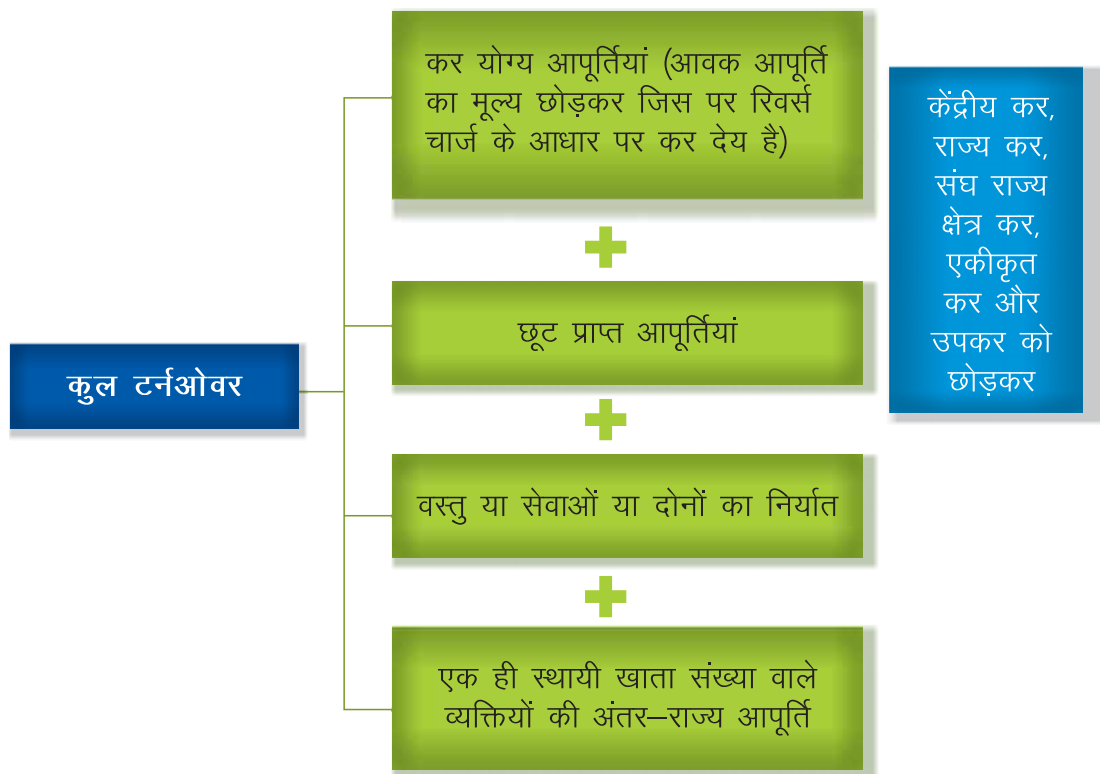 कर योग्य आपूर्तियां (आवक आपूर्ति
का मूल्य छोड़कर जिस पर रिवर्स
चार्ज के आधार पर कर देय है)
केंद्रीय कर,
राज्य कर,
संघ राज्य
क्षेत्र कर,
एकीकृत
कर और
उपकर को
छोड़कर
छूट प्राप्त आपूर्तियां
कुल टर्नओवर
वस्तु या सेवाओं या दोनों का निर्यात
एक ही स्थायी खाता संख्या वाले
व्यक्तियों की अंतर–राज्य आपूर्ति